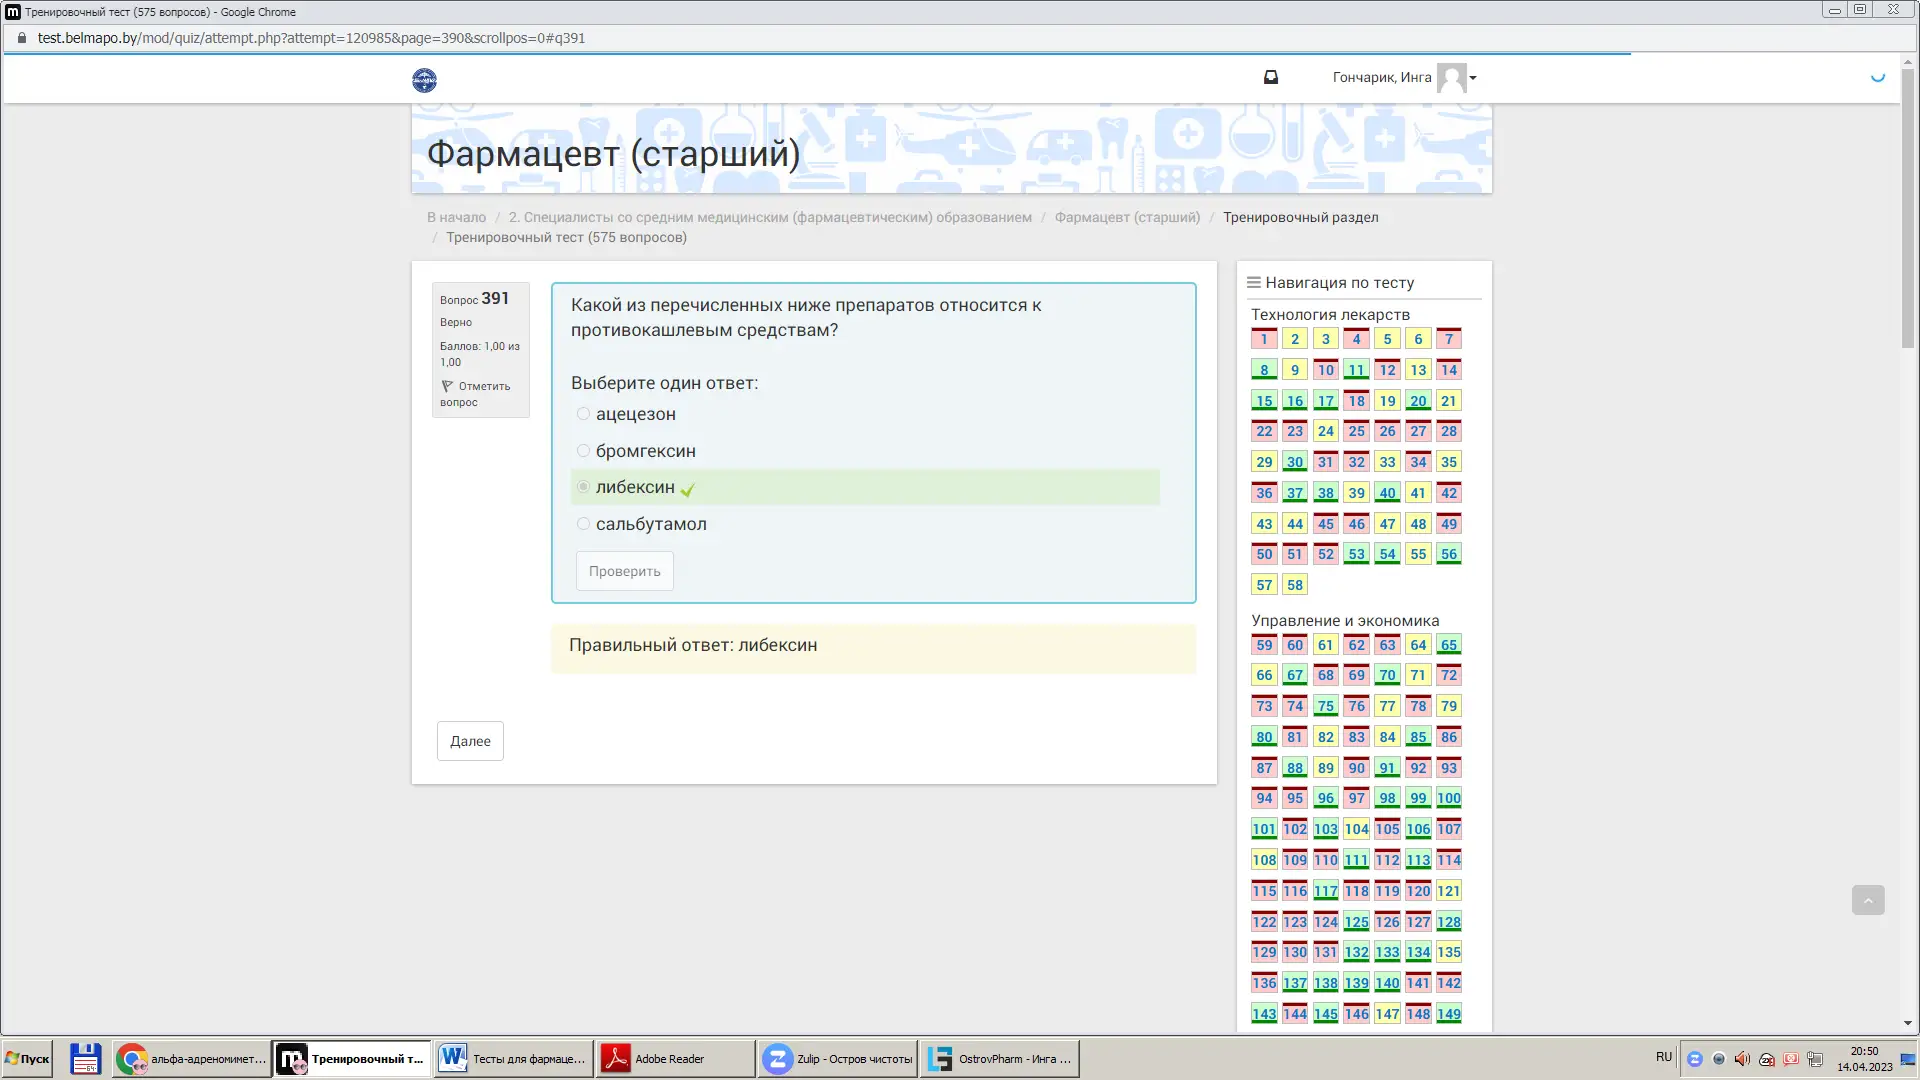 Тренировочный тест (575 вопросов) - Google Chrome
test.belmapo.by/mod/quiz/attempt.php?attempt=120985&page=390&scrollpos=0#q391
Гончарик, Инга
Фармацевт (старший)
В начало / 2. Специалисты со средним медицинским (фармацевтическим) образованием / Фармацевт (старший) / Тренировочный раздел
/ Тренировочный тест (575 вопросов)
Вопрос 391
Верно
Баллов: 1,00 из
1,00
Отметить
вопрос
Какой из перечисленных ниже препаратов относится к
противокашлевым средствам?
Выберите один ответ:
ацецезон
бромгексин
либексин
сальбутамол
Проверить
Правильный ответ: либексин
Далее
Навигация по тесту
Технология лекарств
1 2 3 4 5 6 7
8 9 10 11 12 13 14
15 16 17 18 19 20 21
22 23 24 25 26 27 28
29 30 31 32 33 34 35
36 37 38 39 40 41 42
43 44 45 46 47 48 49
50 51 52 53 54 55 56
57 58
Управление и экономика
59 60 61 62 63 64 65
66 67 68 69 70 71 72
73 74 75 76 77 78 79
80 81 82 83 84 85 86
87 88 89 90 91 92 93
94 95 96 97 98 99 100
101 102 103 104 105 106 107
108 109 110 111 112 113 114
115 116 117 118 119 120 121
122 123 124 125 126 127 128
129 130 131 132 133 134 135
136 137 138 139 140 141 142
143 144 145 146 147 148 149
Пуск
альфа-адреномимет...
Тренировочный т...
Тесты для фармаце...
Adobe Reader
Zulip - Остров чистоты
OstrovPharm - Инга ...
RU
20:50
14.04.2023